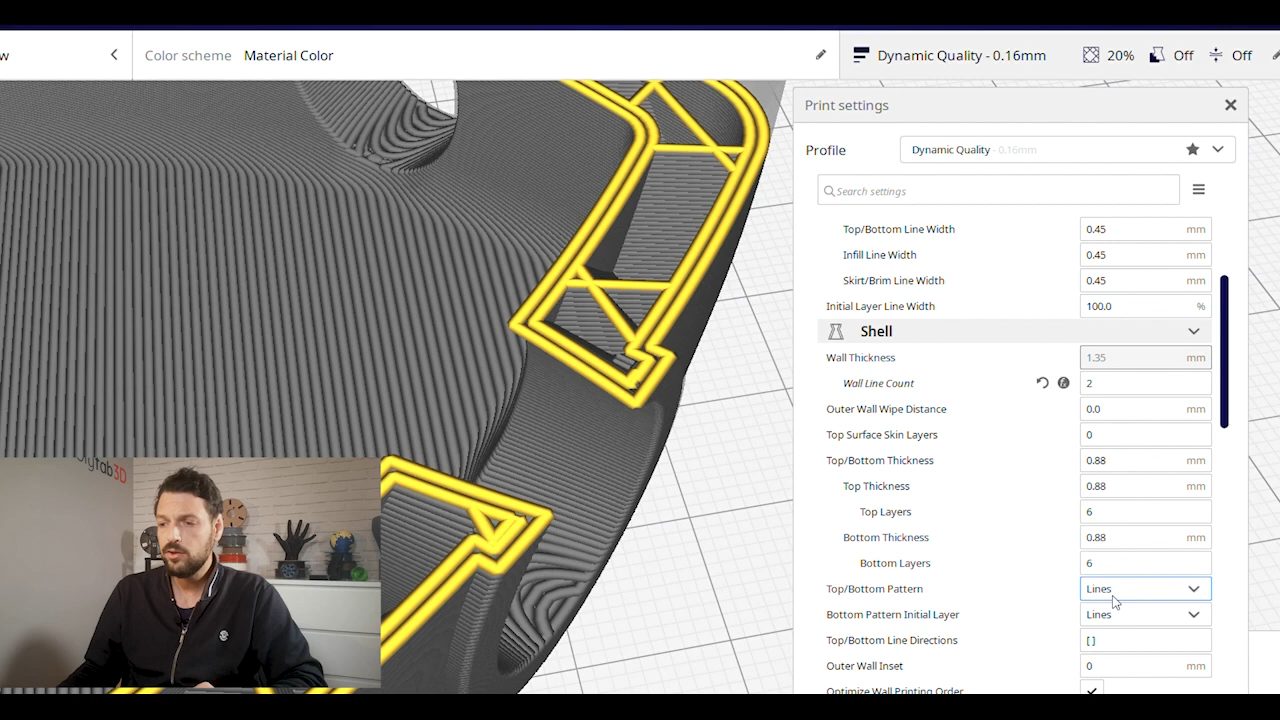 w
Color scheme Material Color
Dynamic Quality - 0.16mm 20% Off Off
Print settings
Profile Dynamic Quality - 0.16mm
Search settings
Top/Bottom Line Width 0.45 mm
Infill Line Width 0.45 mm
Skirt/Brim Line Width 0.45 mm
Initial Layer Line Width 100.0 %
Shell
Wall Thickness 1.35 mm
Wall Line Count 2
Outer Wall Wipe Distance 0.0 mm
Top Surface Skin Layers 0
Top/Bottom Thickness 0.88 mm
Top Thickness 0.88 mm
Top Layers 6
Bottom Thickness 0.88 mm
Bottom Layers 6
Top/Bottom Pattern Lines
Bottom Pattern Initial Layer Lines
Top/Bottom Line Directions [ ]
Outer Wall Inset 0 mm
Optimize Wall Printing Order